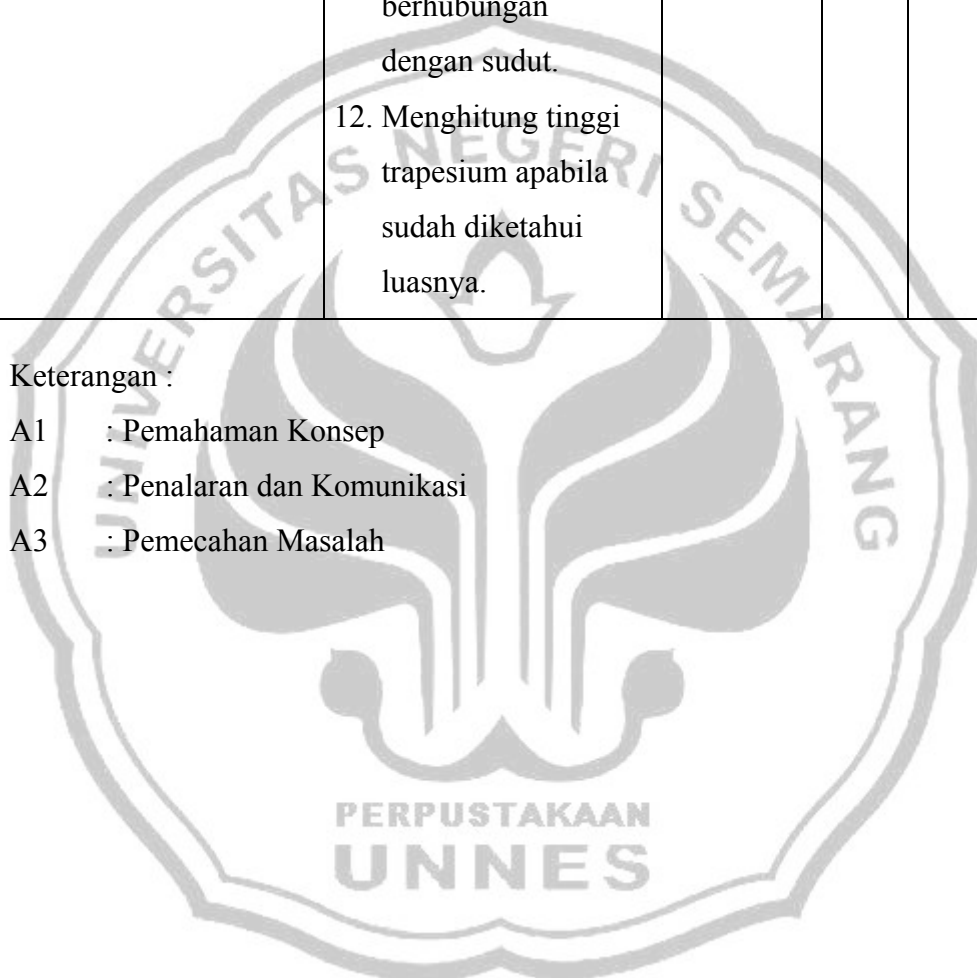 berhubungan
dengan sudut.
12. Menghitung tinggi
trapesium apabila
sudah diketahui
luasnya.
Keterangan :
A1 : Pemahaman Konsep
A2 : Penalaran dan Komunikasi
A3 : Pemecahan Masalah
UNIVERSITAS NEGERI SEMARANG
PERPUSTAKAAN
UNNES